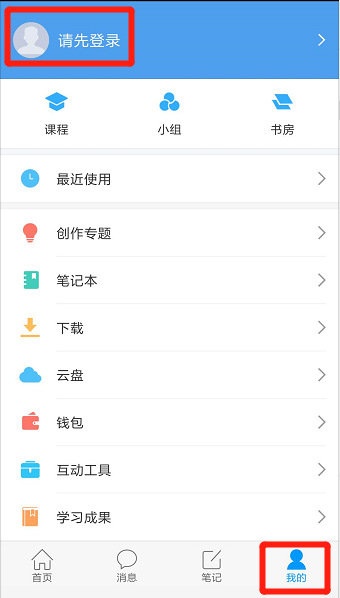 请先登录
课程 小组 书房
最近使用
创作专题
笔记本
下载
云盘
钱包
互动工具
学习成果
首页 消息 笔记 我的